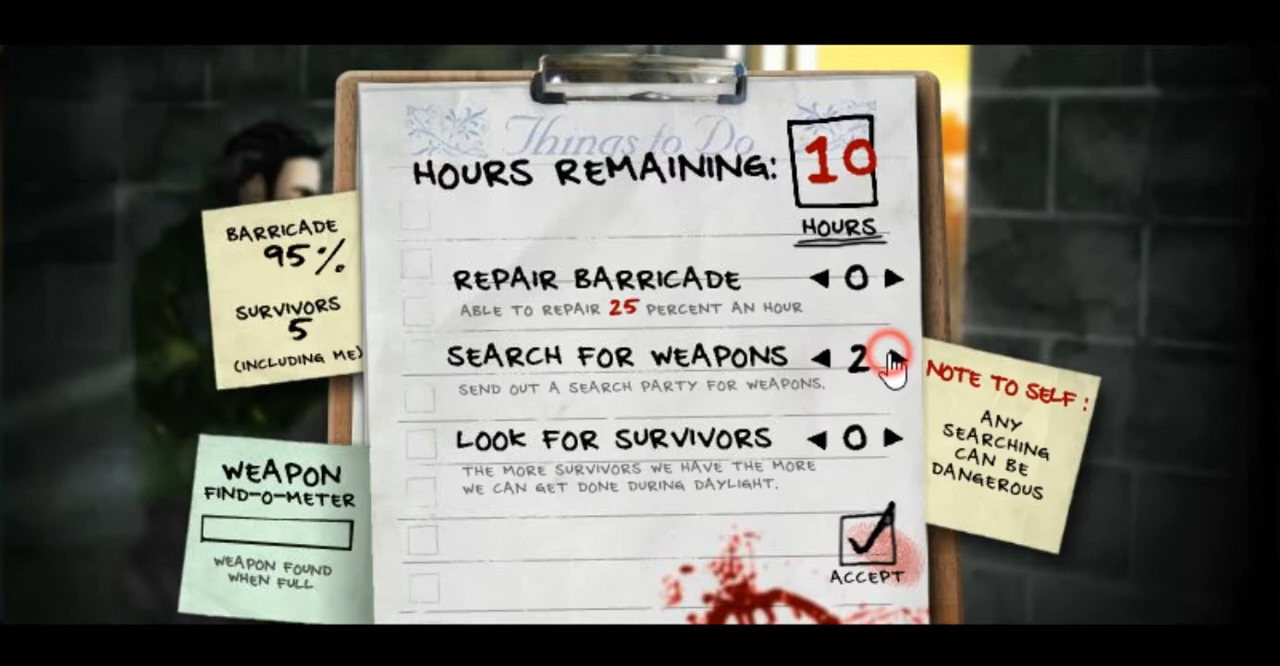 Things to Do
HOURS REMAINING: 10
HOURS
BARRICADE
95%
SURVIVORS
5
(INCLUDING ME)
REPAIR BARRICADE ◀ 0 ▶
ABLE TO REPAIR 25 PERCENT AN HOUR
SEARCH FOR WEAPONS ◀ 2 ▶
SEND OUT A SEARCH PARTY FOR WEAPONS.
NOTE TO SELF:
ANY
SEARCHING
CAN BE
DANGEROUS
LOOK FOR SURVIVORS ◀ 0 ▶
THE MORE SURVIVORS WE HAVE THE MORE
WE CAN GET DONE DURING DAYLIGHT.
WEAPON
FIND-O-METER
WEAPON FOUND
WHEN FULL
ACCEPT